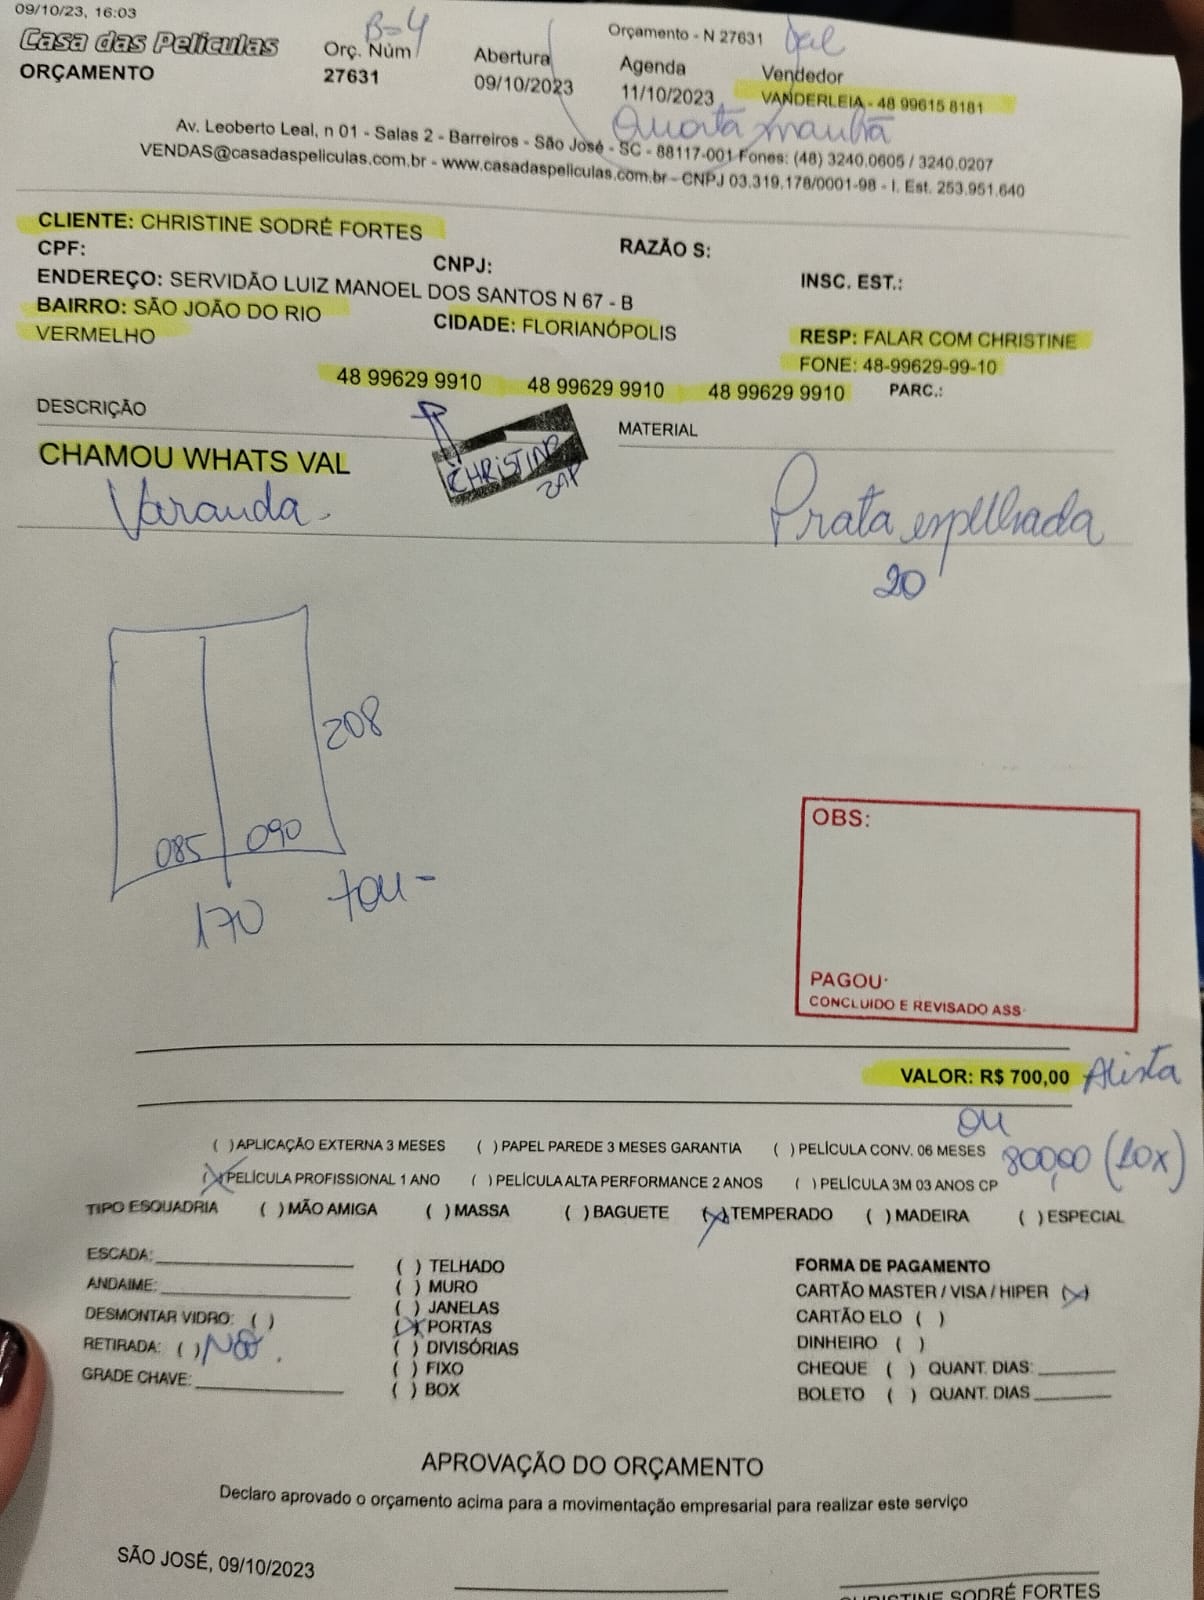 09/10/23, 16:03
Orçamento - N 27631
B=4
Casa das Películas
ORÇAMENTO
Orç. Núm
27631
Abertura
09/10/2023
Agenda
11/10/2023
Vendedor
VANDERLEIA - 48 99615 8181
Quarta manhã
Av. Leoberto Leal, n 01 - Salas 2 - Barreiros - São José - SC - 88117-001 Fones: (48) 3240.0605 / 3240.0207
VENDAS@casadaspeliculas.com.br - www.casadaspeliculas.com.br - CNPJ 03.319.178/0001-98 - I. Est. 253.951.640
CLIENTE: CHRISTINE SODRÉ FORTES
RAZÃO S:
CPF:
CNPJ:
INSC. EST.:
ENDEREÇO: SERVIDÃO LUIZ MANOEL DOS SANTOS N 67 - B
BAIRRO: SÃO JOÃO DO RIO
VERMELHO
CIDADE: FLORIANÓPOLIS
RESP: FALAR COM CHRISTINE
FONE: 48-99629-99-10
48 99629 9910 48 99629 9910 48 99629 9910 PARC.:
DESCRIÇÃO
MATERIAL
CHAMOU WHATS VAL
CHRISTINE
ZAP
Varanda
Prata espelhada
20
208
085 090
170
OBS:
PAGOU:
CONCLUIDO E REVISADO ASS:
VALOR: R$ 700,00 Avista
ou
800,00 (10x)
( ) APLICAÇÃO EXTERNA 3 MESES ( ) PAPEL PAREDE 3 MESES GARANTIA ( ) PELÍCULA CONV. 06 MESES
(X) PELÍCULA PROFISSIONAL 1 ANO ( ) PELÍCULA ALTA PERFORMANCE 2 ANOS ( ) PELÍCULA 3M 03 ANOS CP
TIPO ESQUADRIA ( ) MÃO AMIGA ( ) MASSA ( ) BAGUETE (X) TEMPERADO ( ) MADEIRA ( ) ESPECIAL
ESCADA:
ANDAIME:
DESMONTAR VIDRO: ( )
RETIRADA: ( ) Não.
GRADE CHAVE:
( ) TELHADO
( ) MURO
( ) JANELAS
(X) PORTAS
( ) DIVISÓRIAS
( ) FIXO
( ) BOX
FORMA DE PAGAMENTO
CARTÃO MASTER / VISA / HIPER (X)
CARTÃO ELO ( )
DINHEIRO ( )
CHEQUE ( ) QUANT. DIAS:
BOLETO ( ) QUANT. DIAS
APROVAÇÃO DO ORÇAMENTO
Declaro aprovado o orçamento acima para a movimentação empresarial para realizar este serviço
SÃO JOSÉ, 09/10/2023
CHRISTINE SODRÉ FORTES